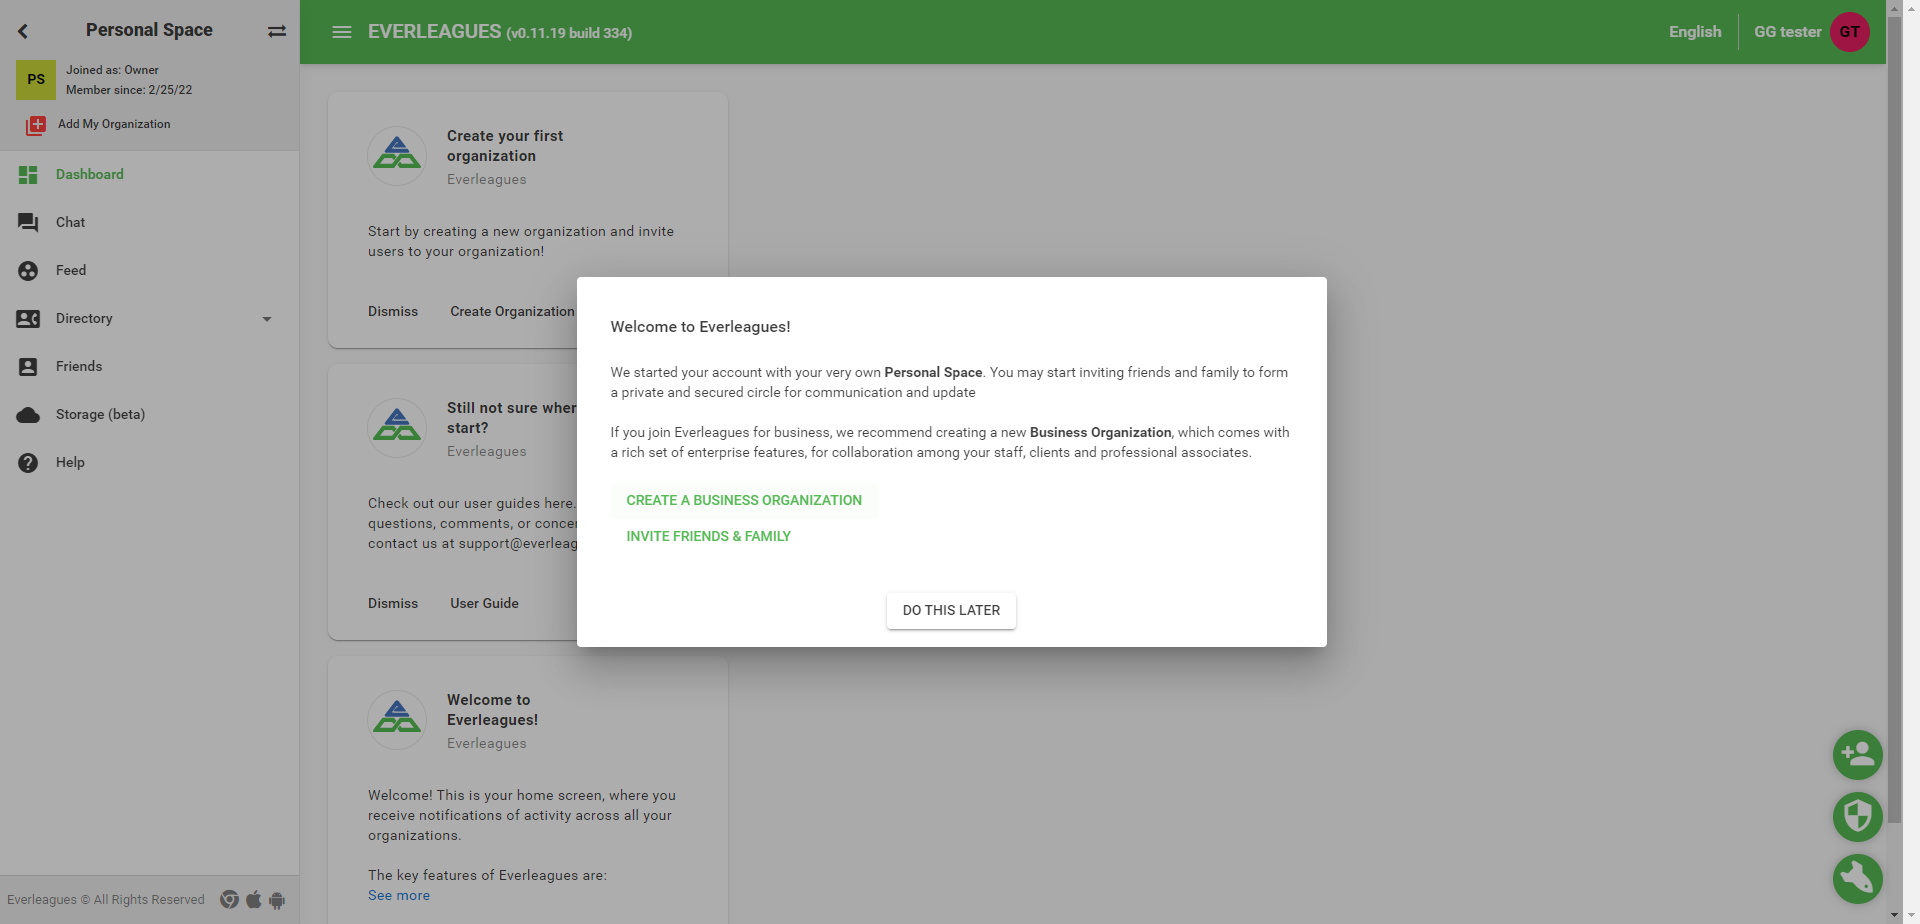 Personal Space
PS
Joined as: Owner
Member since: 2/25/22
Add My Organization
Dashboard
Chat
Feed
Directory
Friends
Storage (beta)
Help
Everleagues © All Rights Reserved
EVERLEAGUES (v0.11.19 build 334)
English
GG tester
GT
Create your first
organization
Everleagues
Start by creating a new organization and invite
users to your organization!
Dismiss
Create Organization
Still not sure wher
start?
Everleagues
Check out our user guides here.
questions, comments, or concer
contact us at support@everleag
Dismiss
User Guide
Welcome to
Everleagues!
Everleagues
Welcome! This is your home screen, where you
receive notifications of activity across all your
organizations.
The key features of Everleagues are:
See more
Welcome to Everleagues!
We started your account with your very own Personal Space. You may start inviting friends and family to form
a private and secured circle for communication and update
If you join Everleagues for business, we recommend creating a new Business Organization, which comes with
a rich set of enterprise features, for collaboration among your staff, clients and professional associates.
CREATE A BUSINESS ORGANIZATION
INVITE FRIENDS & FAMILY
DO THIS LATER